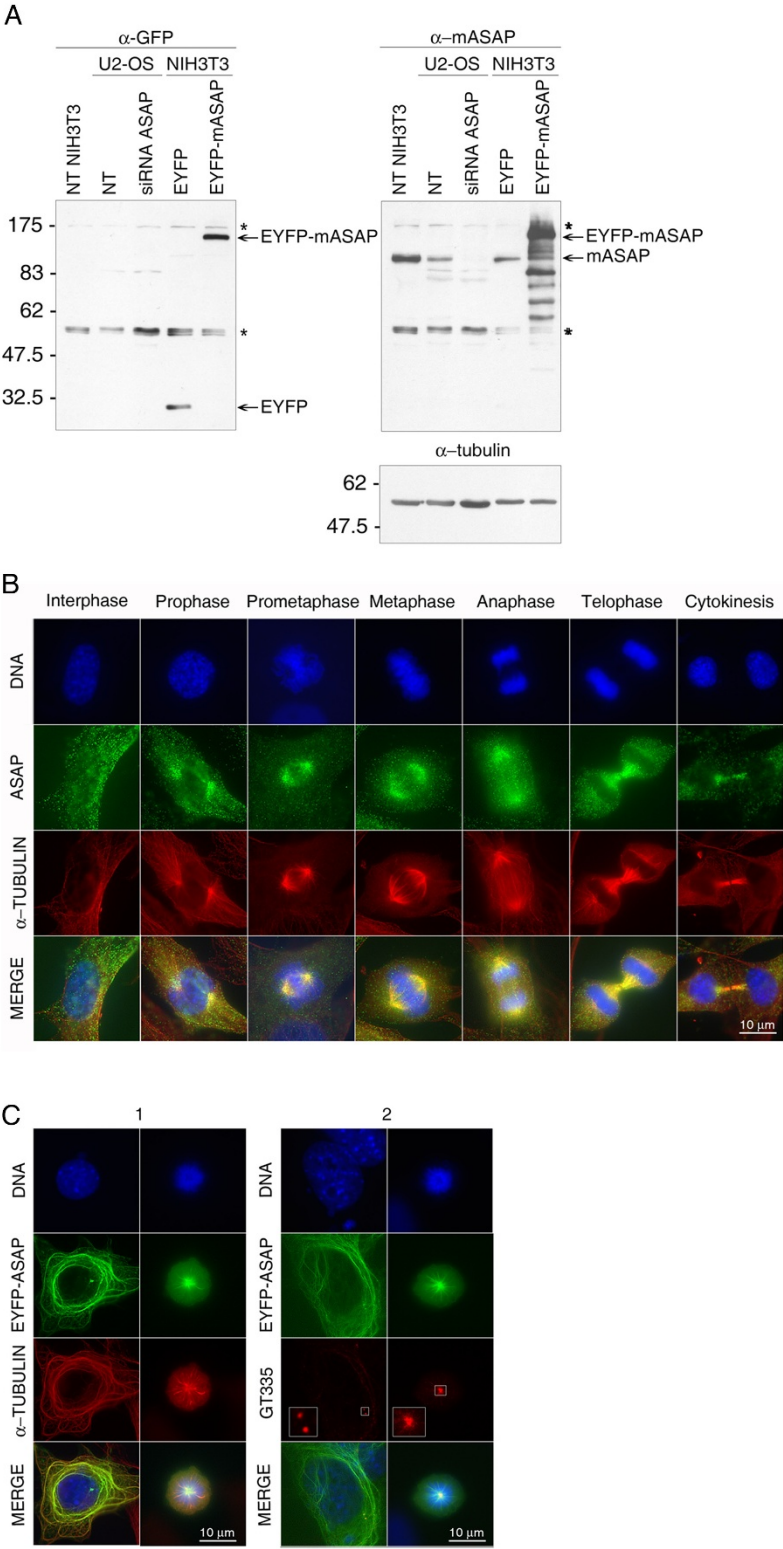 A
α-GFP
U2-OS NIH3T3
NT NIH3T3
NT
siRNA ASAP
EYFP
EYFP-mASAP
175
83
62
47.5
32.5
*
EYFP-mASAP
*
EYFP
α–mASAP
U2-OS NIH3T3
NT NIH3T3
NT
siRNA ASAP
EYFP
EYFP-mASAP
*
EYFP-mASAP
mASAP
*
α–tubulin
62
47.5
B
Interphase Prophase Prometaphase Metaphase Anaphase Telophase Cytokinesis
DNA
ASAP
α–TUBULIN
MERGE
10 μm
C
1
DNA
EYFP-ASAP
α–TUBULIN
MERGE
10 μm
2
DNA
EYFP-ASAP
GT335
MERGE
10 μm